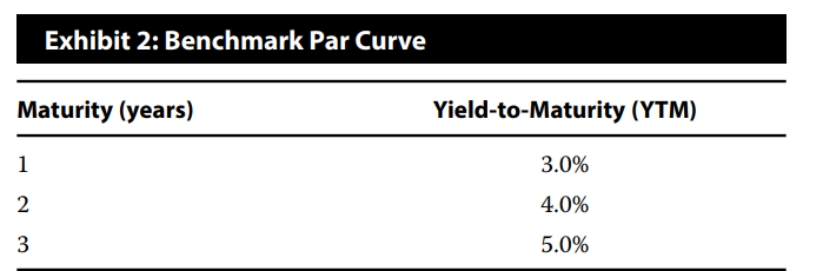 Exhibit 2: Benchmark Par Curve
Maturity (years) Yield-to-Maturity (YTM)
1 3.0%
2 4.0%
3 5.0%